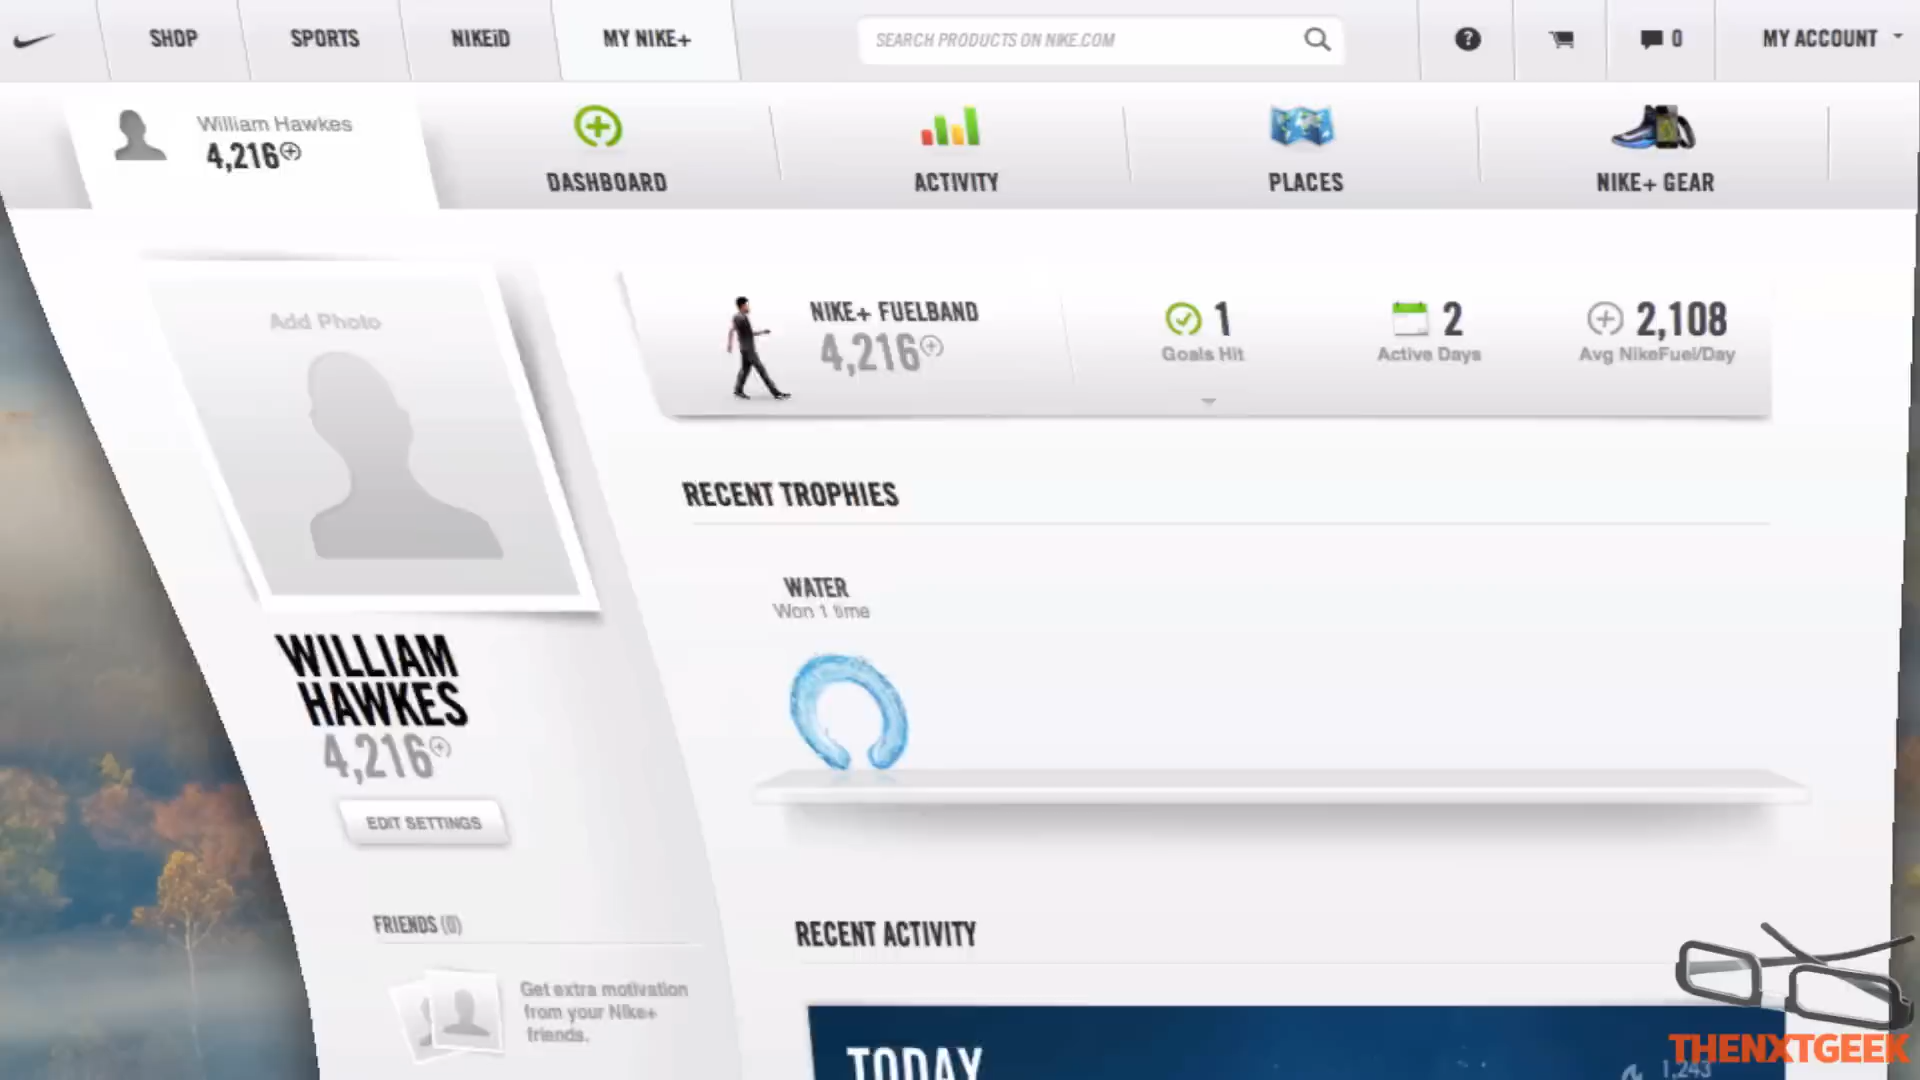 SHOP
SPORTS
NIKEiD
MY NIKE+
SEARCH PRODUCTS ON NIKE.COM
0
MY ACCOUNT
William Hawkes
4,216
DASHBOARD
ACTIVITY
PLACES
NIKE+ GEAR
Add Photo
NIKE+ FUELBAND
4,216
1
Goals Hit
2
Active Days
2,108
Avg NikeFuel/Day
RECENT TROPHIES
WATER
Won 1 time
WILLIAM
HAWKES
4,216
EDIT SETTINGS
FRIENDS (0)
Get extra motivation
from your Nike+
friends.
RECENT ACTIVITY
TODAY
1,243
THENXTGEEK